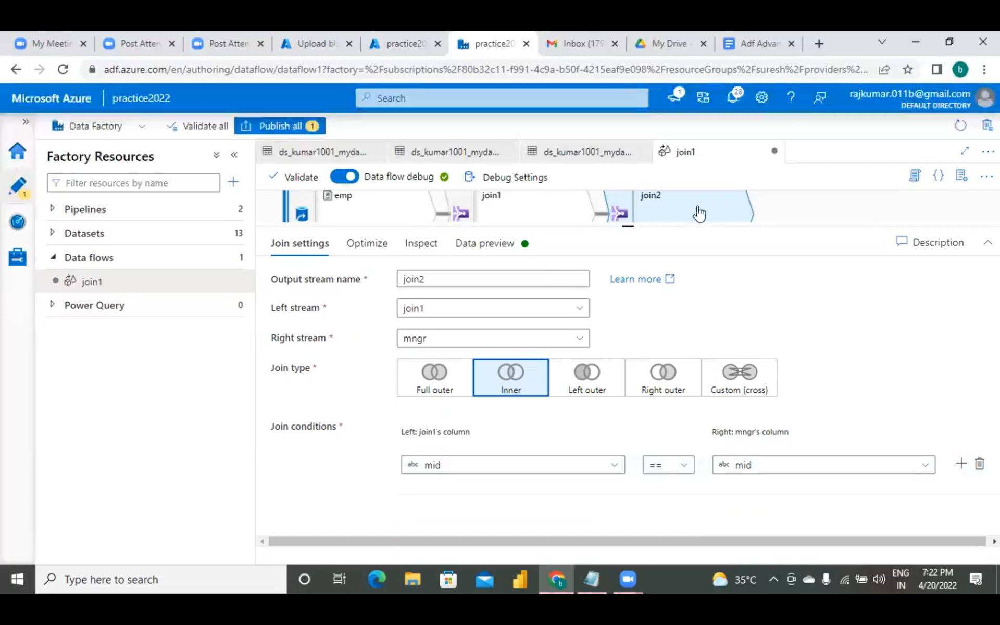 My Meetin
Post Atten
Post Atten
Upload blo
practice20
practice20
Inbox (179
My Drive -
Adf Advan
adf.azure.com/en/authoring/dataflow/dataflow1?factory=%2Fsubscriptions%2F80b32c11-f991-4c9a-b50f-4215eaf9e098%2FresourceGroups%2Fsuresh%2Fproviders%2...
b
Microsoft Azure
practice2022
Search
1
28
?
rajkumar.011b@gmail.com
DEFAULT DIRECTORY
Data Factory
Validate all
Publish all 1
Factory Resources
Filter resources by name
1
Pipelines 2
Datasets 13
Data flows 1
join1
Power Query 0
ds_kumar1001_myda...
ds_kumar1001_myda...
ds_kumar1001_myda...
join1
Validate
Data flow debug
Debug Settings
emp
join1
join2
Join settings
Optimize
Inspect
Data preview
Description
Output stream name * join2 Learn more
Left stream * join1
Right stream * mngr
Join type * Full outer Inner Left outer Right outer Custom (cross)
Join conditions *
Left: join1's column
Right: mngr's column
abc mid == abc mid
Type here to search
b
35°C
ENG
IN
7:22 PM
4/20/2022